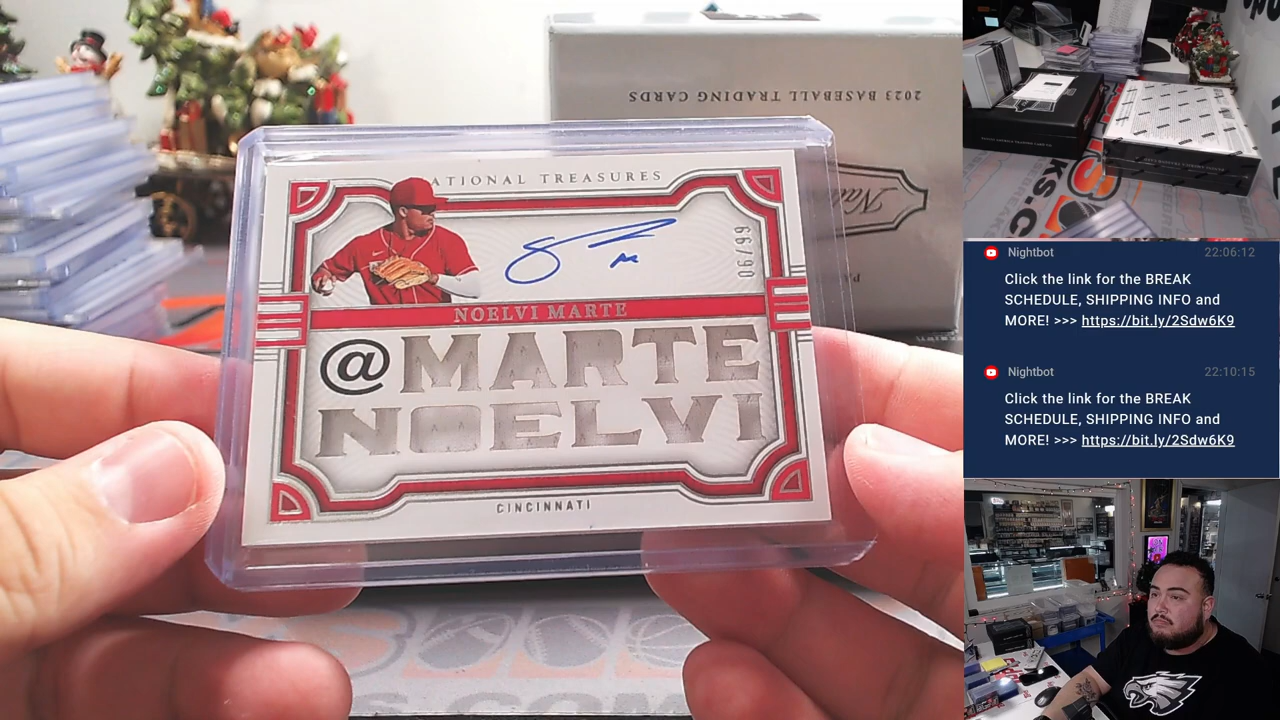 2023 BASEBALL TRADING CARDS
NATIONAL TREASURES
06/99
NOELVI MARTE
@MARTE
NOELVI
CINCINNATI
Nightbot 22:06:12
Click the link for the BREAK
SCHEDULE, SHIPPING INFO and
MORE! >>> https://bit.ly/2Sdw6K9
Nightbot 22:10:15
Click the link for the BREAK
SCHEDULE, SHIPPING INFO and
MORE! >>> https://bit.ly/2Sdw6K9